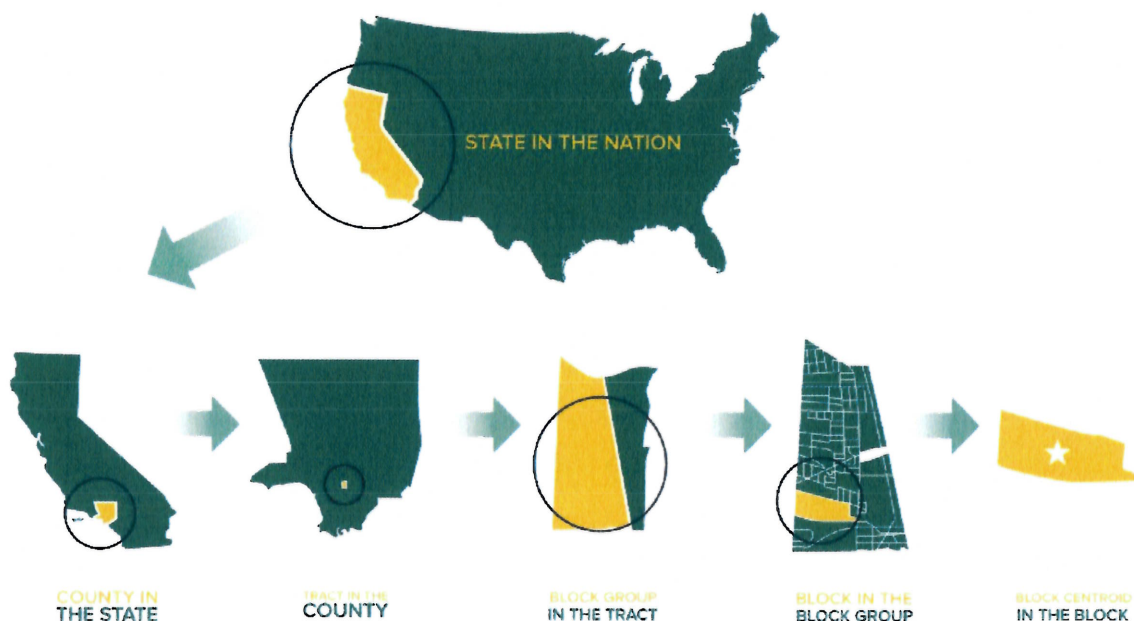 STATE IN THE NATION
COUNTY IN
THE STATE
TRACT IN THE
COUNTY
BLOCK GROUP
IN THE TRACT
BLOCK IN THE
BLOCK GROUP
BLOCK CENTROID
IN THE BLOCK